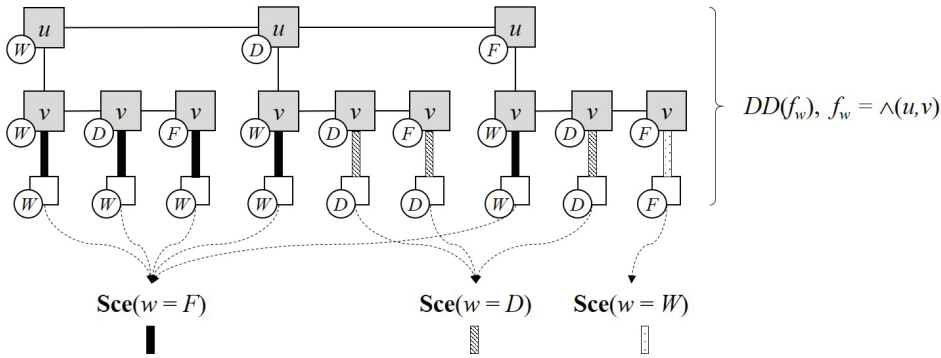 u u u
W D F
v v v v v v v v v
W D F W D F W D F
DD(f_w), f_w = ∧(u,v)
W W W W D D W D F
Sce(w = F) Sce(w = D) Sce(w = W)